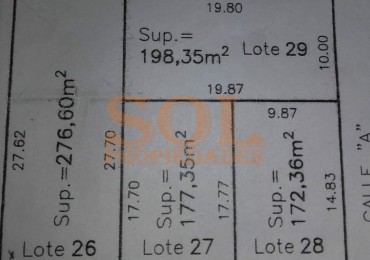 19.80
Sup.=
198,35m² Lote 29
10.00
19.87
27.62
Sup.=276,60m²
27.70
17.70
Sup.=
177,35m²
17.77
9.87
Sup.=
172,36m²
14.83
CALLE "A"
x Lote 26
Lote 27
Lote 28
SOL
PROPIEDADES